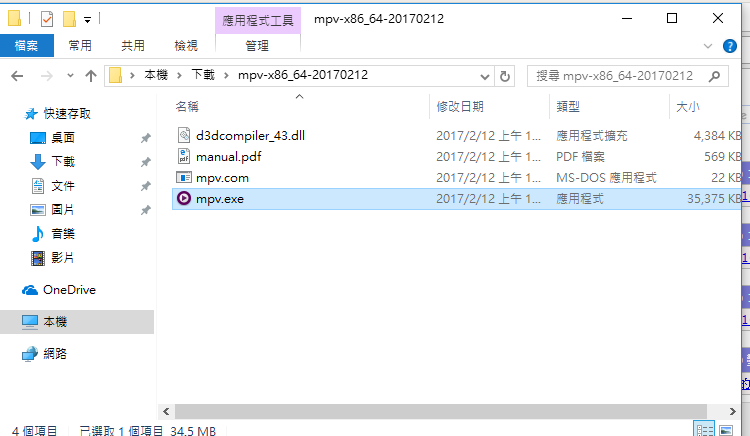 應用程式工具 mpv-x86_64-20170212
檔案 常用 共用 檢視 管理
本機 下載 mpv-x86_64-20170212 搜尋 mpv-x86_64-20170212
名稱 修改日期 類型 大小
快速存取
桌面
下載
文件
圖片
音樂
影片
OneDrive
本機
網路
d3dcompiler_43.dll 2017/2/12 上午 1... 應用程式擴充 4,384 KB
manual.pdf 2017/2/12 上午 1... PDF 檔案 569 KB
mpv.com 2017/2/12 上午 1... MS-DOS 應用程式 22 KB
mpv.exe 2017/2/12 上午 1... 應用程式 35,375 KB
4 個項目 已選取 1 個項目 34.5 MB